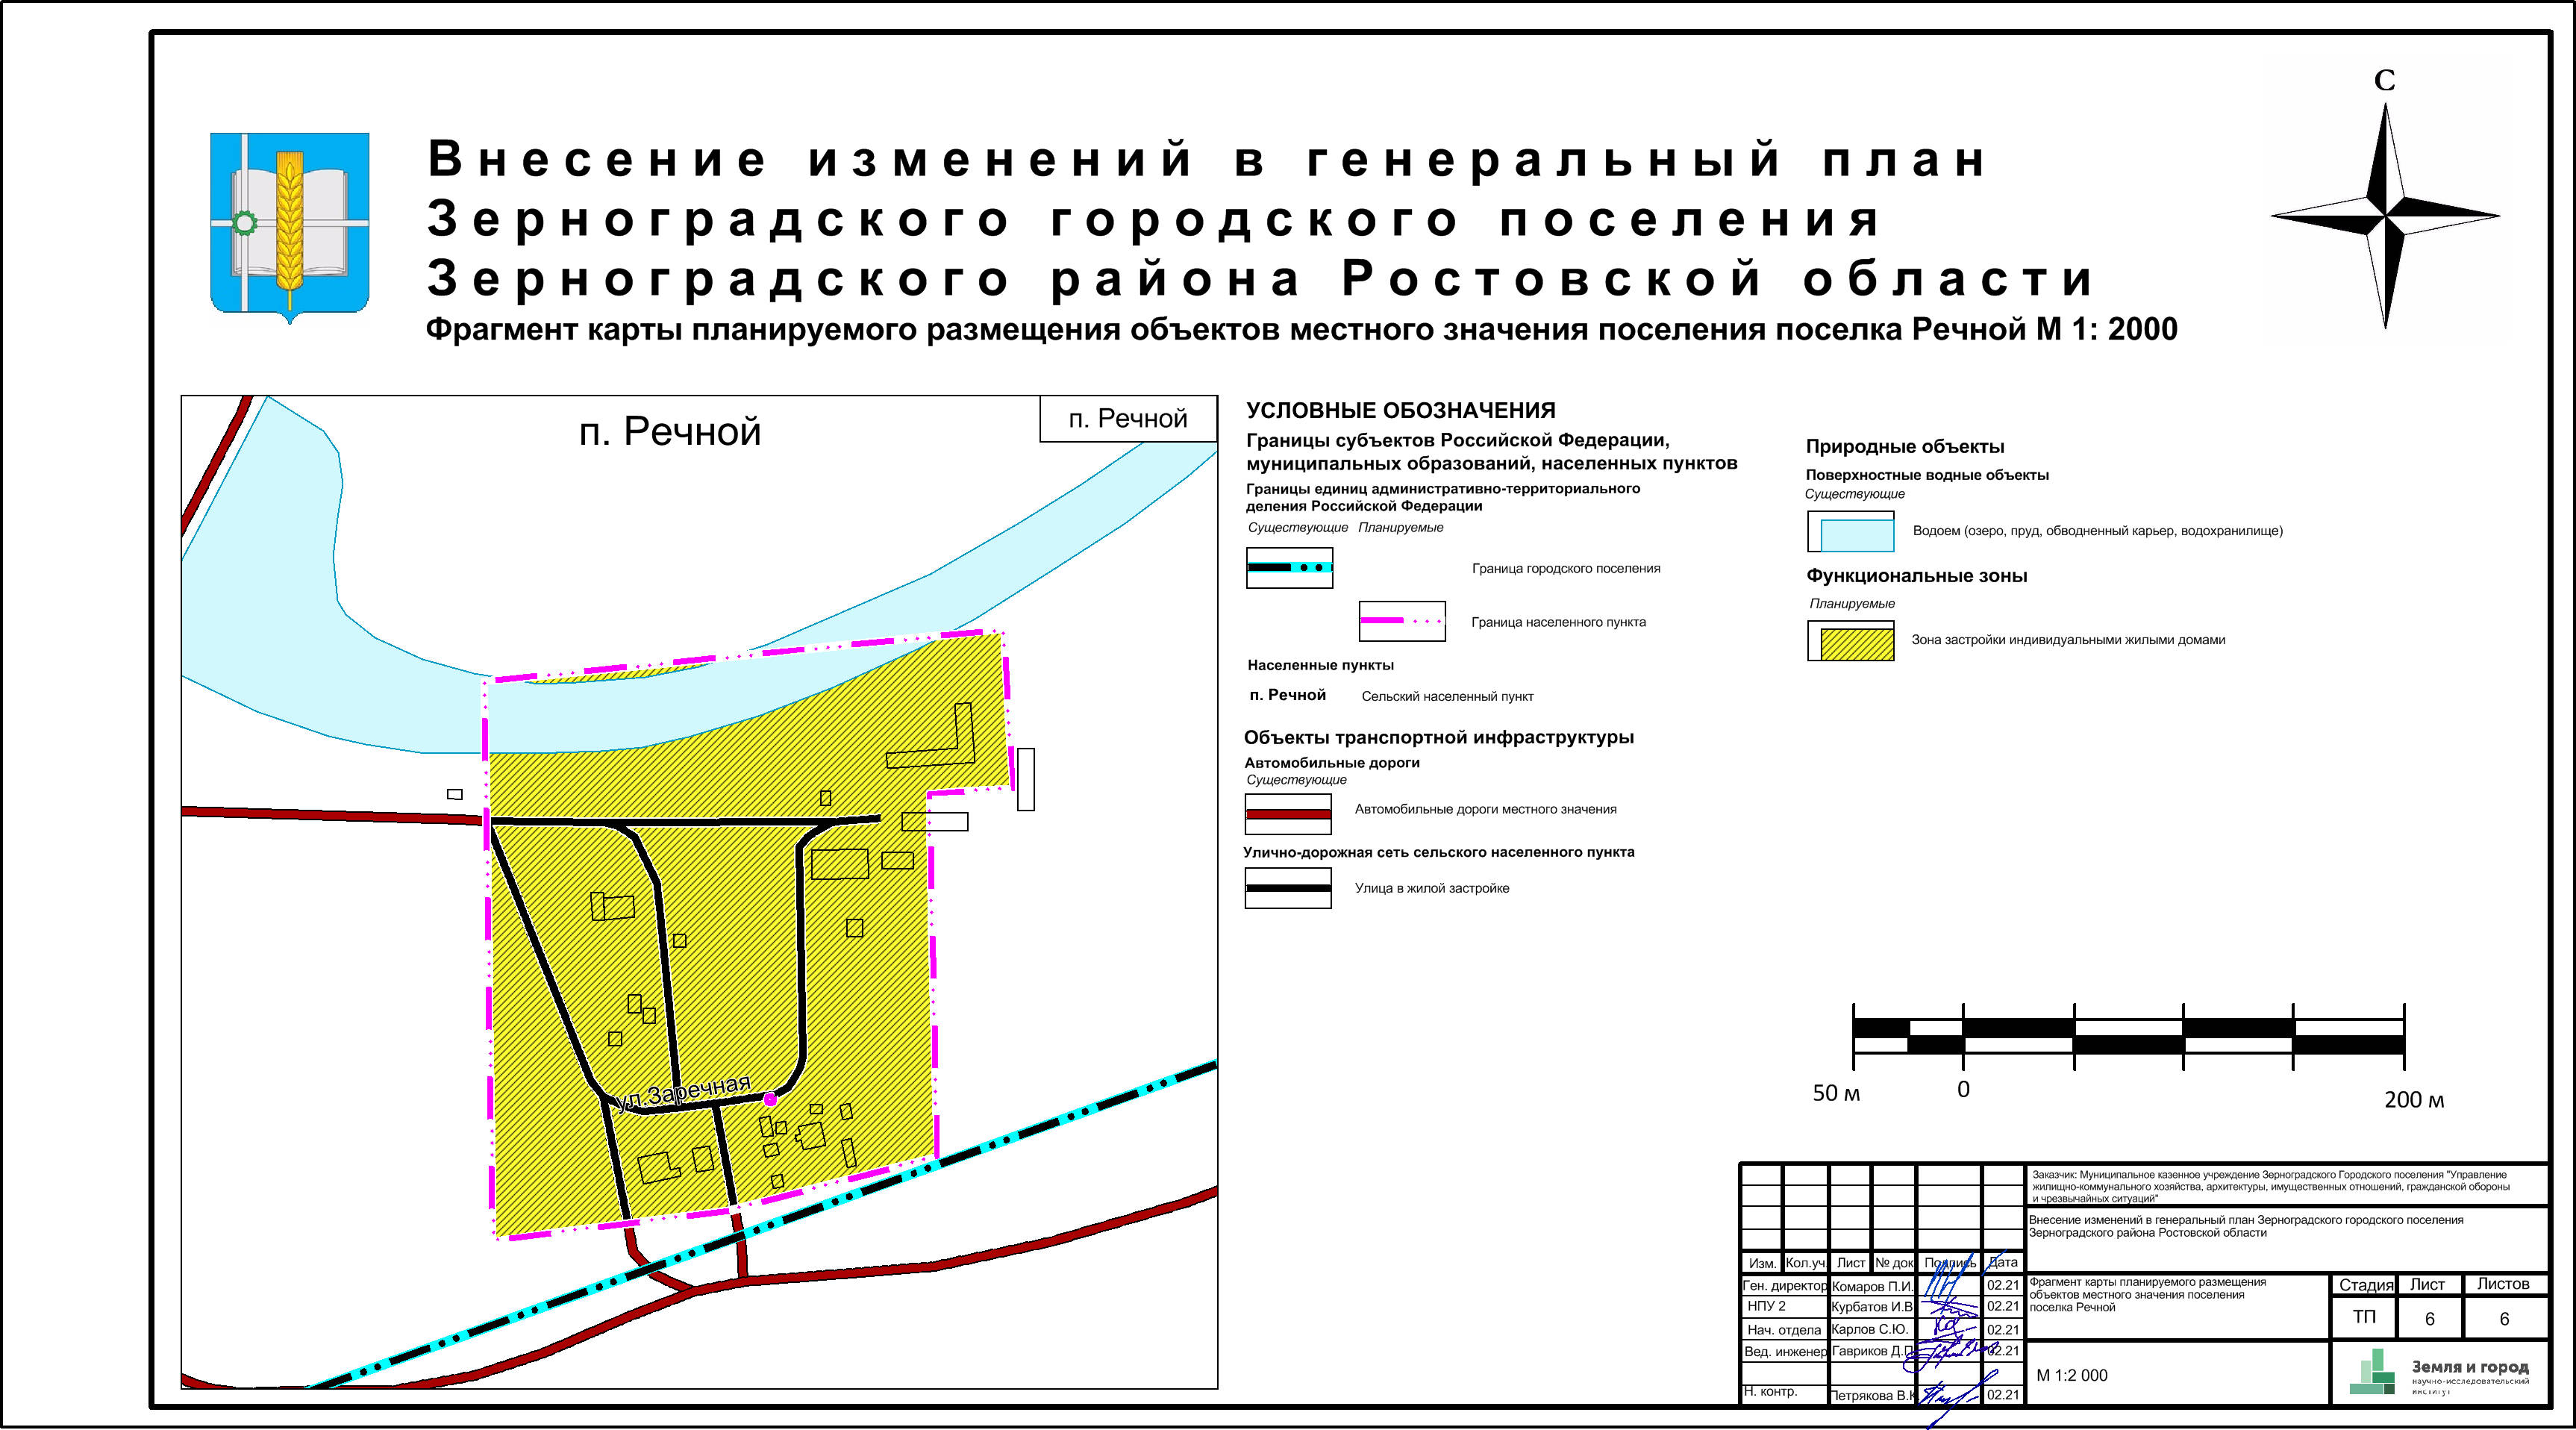 С
Внесение изменений в генеральный план
Зерноградского городского поселения
Зерноградского района Ростовской области
Фрагмент карты планируемого размещения объектов местного значения поселения поселка Речной М 1: 2000
п. Речной
п. Речной
ул.Заречная
УСЛОВНЫЕ ОБОЗНАЧЕНИЯ
Границы субъектов Российской Федерации,
муниципальных образований, населенных пунктов
Границы единиц административно-территориального
деления Российской Федерации
Существующие Планируемые
Граница городского поселения
Граница населенного пункта
Населенные пункты
п. Речной Сельский населенный пункт
Объекты транспортной инфраструктуры
Автомобильные дороги
Существующие
Автомобильные дороги местного значения
Улично-дорожная сеть сельского населенного пункта
Улица в жилой застройке
Природные объекты
Поверхностные водные объекты
Существующие
Водоем (озеро, пруд, обводненный карьер, водохранилище)
Функциональные зоны
Планируемые
Зона застройки индивидуальными жилыми домами
50 м 0 200 м
Заказчик: Муниципальное казенное учреждение Зерноградского Городского поселения "Управление
жилищно-коммунального хозяйства, архитектуры, имущественных отношений, гражданской обороны
и чрезвычайных ситуаций"
Внесение изменений в генеральный план Зерноградского городского поселения
Зерноградского района Ростовской области
Изм. Кол.уч. Лист № док Подпись Дата
Ген. директор Комаров П.И. 02.21
НПУ 2 Курбатов И.В 02.21
Нач. отдела Карлов С.Ю. 02.21
Вед. инженер Гавриков Д.П 02.21
Н. контр. Петрякова В.К 02.21
Фрагмент карты планируемого размещения
объектов местного значения поселения
поселка Речной
Стадия Лист Листов
ТП 6 6
М 1:2 000
Земля и город
научно-исследовательский
институт